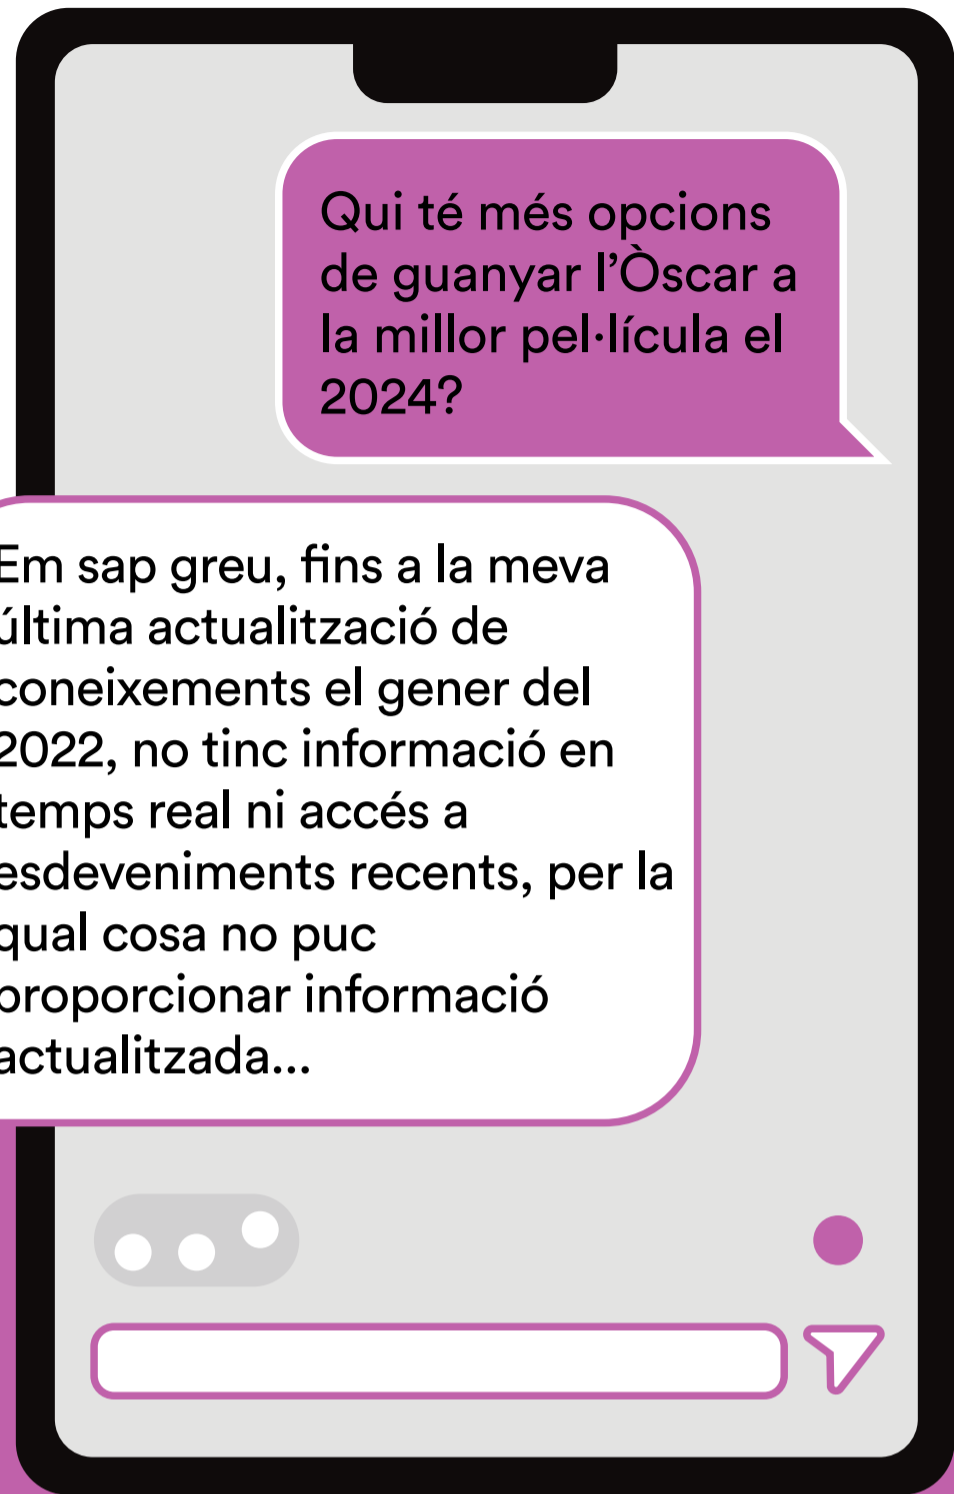 Qui té més opcions
de guanyar l’Òscar a
la millor pel·lícula el
2024?
Em sap greu, fins a la meva
última actualització de
coneixements el gener del
2022, no tinc informació en
temps real ni accés a
esdeveniments recents, per la
qual cosa no puc
proporcionar informació
actualitzada...